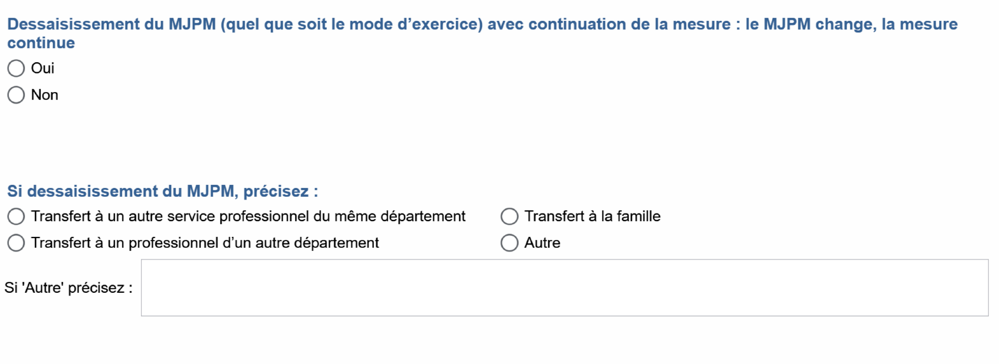 Dessaisissement du MJPM (quel que soit le mode d’exercice) avec continuation de la mesure : le MJPM change, la mesure
continue
Oui
Non
Si dessaisissement du MJPM, précisez :
Transfert à un autre service professionnel du même département
Transfert à la famille
Transfert à un professionnel d’un autre département
Autre
Si 'Autre' précisez :